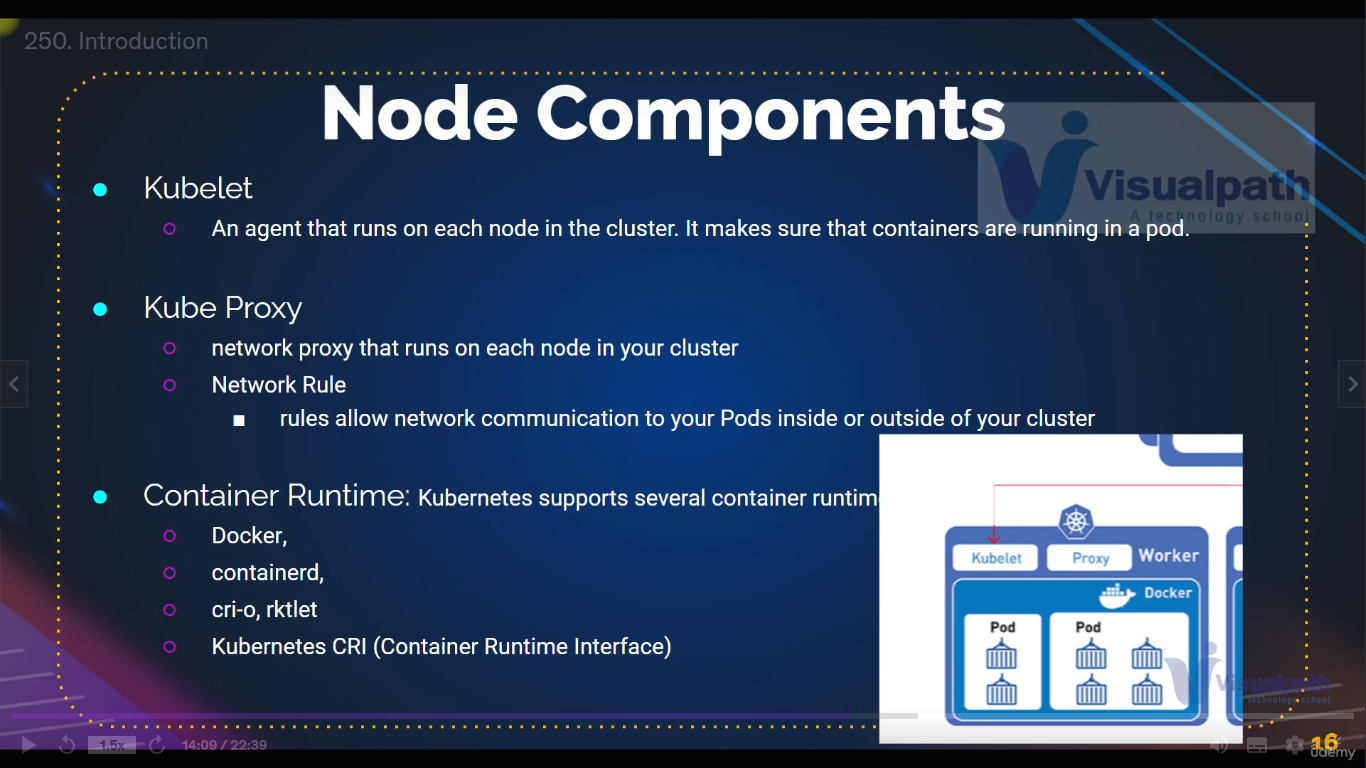 250. Introduction
Node Components
Visualpath
A technology school
Kubelet
An agent that runs on each node in the cluster. It makes sure that containers are running in a pod.
Kube Proxy
network proxy that runs on each node in your cluster
Network Rule
rules allow network communication to your Pods inside or outside of your cluster
Container Runtime: Kubernetes supports several container runtim
Docker,
containerd,
cri-o, rktlet
Kubernetes CRI (Container Runtime Interface)
Kubelet Proxy Worker
Docker
Pod Pod
Visualpath
technology school
1.5x 14:09 / 22:39
16
ûdemy